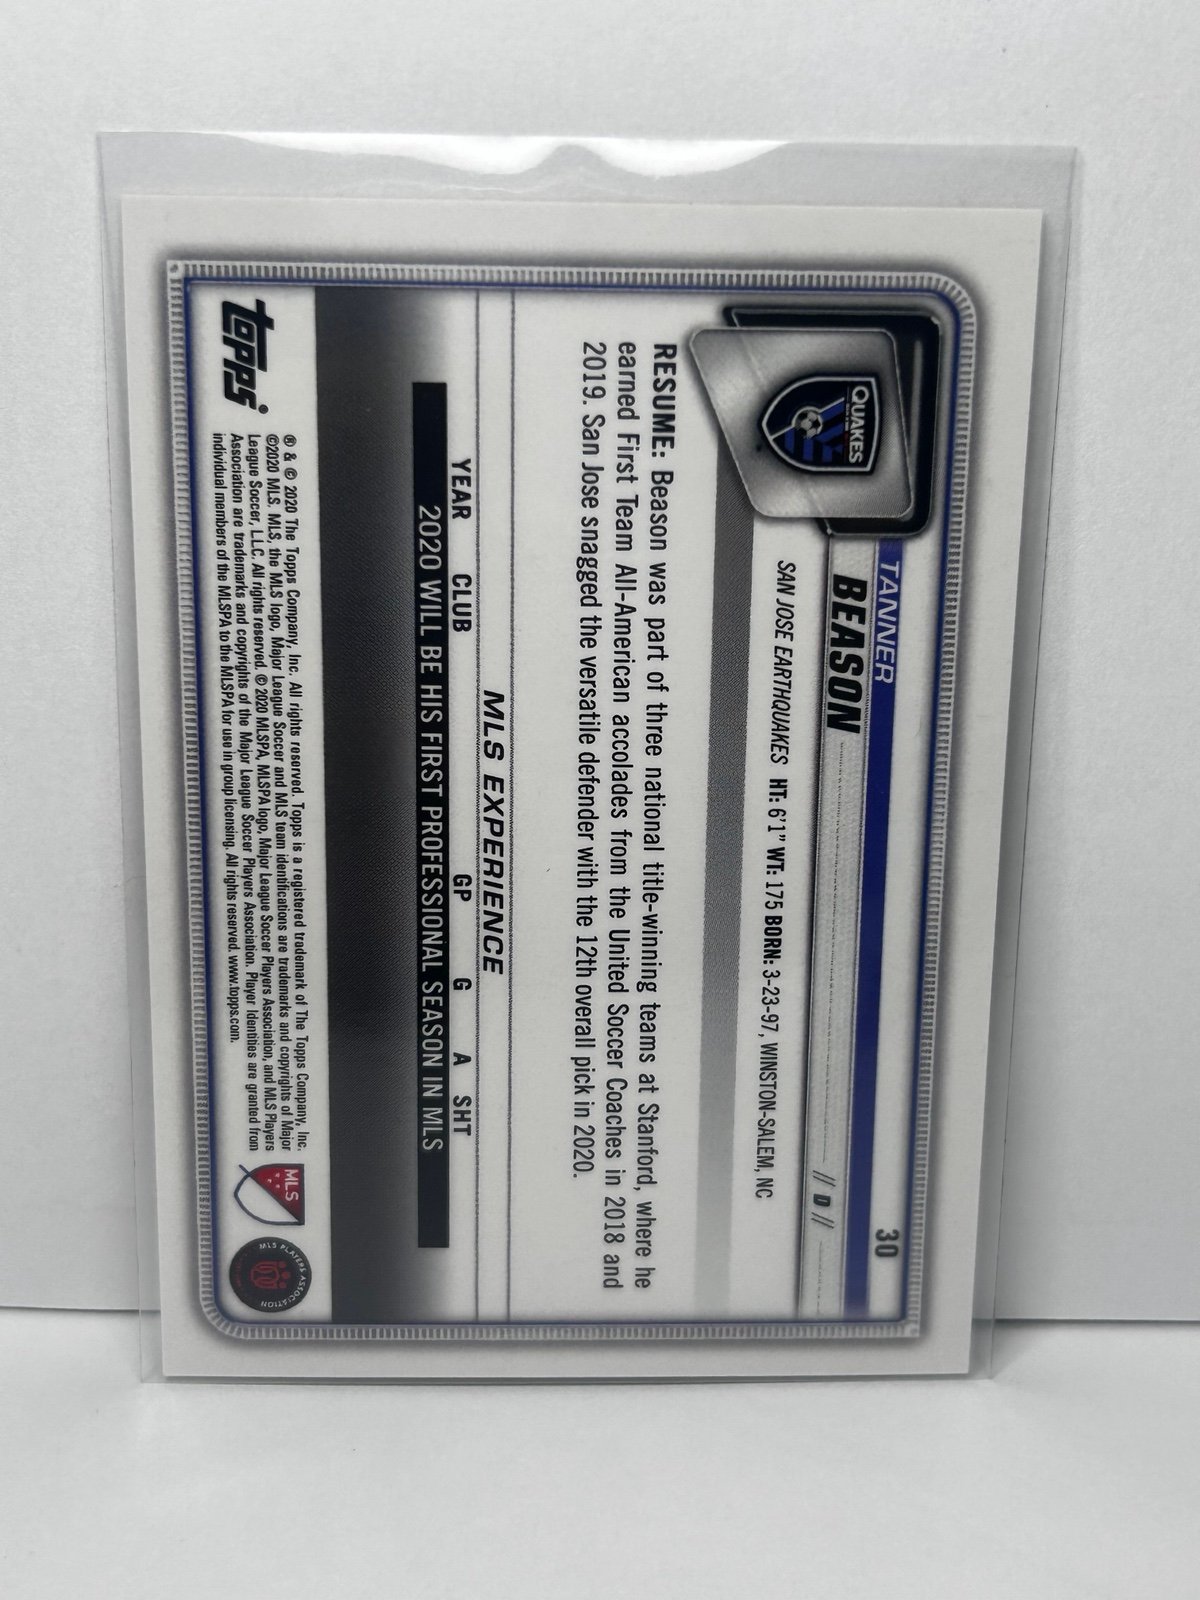 30
TANNER
BEASON
// D //
QUAKES
SAN JOSE EARTHQUAKES HT: 6'1" WT: 175 BORN: 3-23-97, WINSTON-SALEM, NC
RESUME: Beason was part of three national title-winning teams at Stanford, where he
earned First Team All-American accolades from the United Soccer Coaches in 2018 and
2019. San Jose snagged the versatile defender with the 12th overall pick in 2020.
MLS EXPERIENCE
YEAR CLUB GP G A SHT
2020 WILL BE HIS FIRST PROFESSIONAL SEASON IN MLS
topps®
® & © 2020 The Topps Company, Inc. All rights reserved. Topps is a registered trademark of The Topps Company, Inc.
©2020 MLS. MLS, the MLS logo, Major League Soccer and MLS team identifications are trademarks and copyrights of Major
League Soccer, L.L.C. All rights reserved. © 2020 MLSPA, MLSPA logo, Major League Soccer Players Association, and MLS Players
Association are trademarks and copyrights of the Major League Soccer Players Association. Player Identities are granted from
individual members of the MLSPA to the MLSPA for use in group licensing. All rights reserved. www.topps.com.
MLS
MLS PLAYERS ASSOCIATION